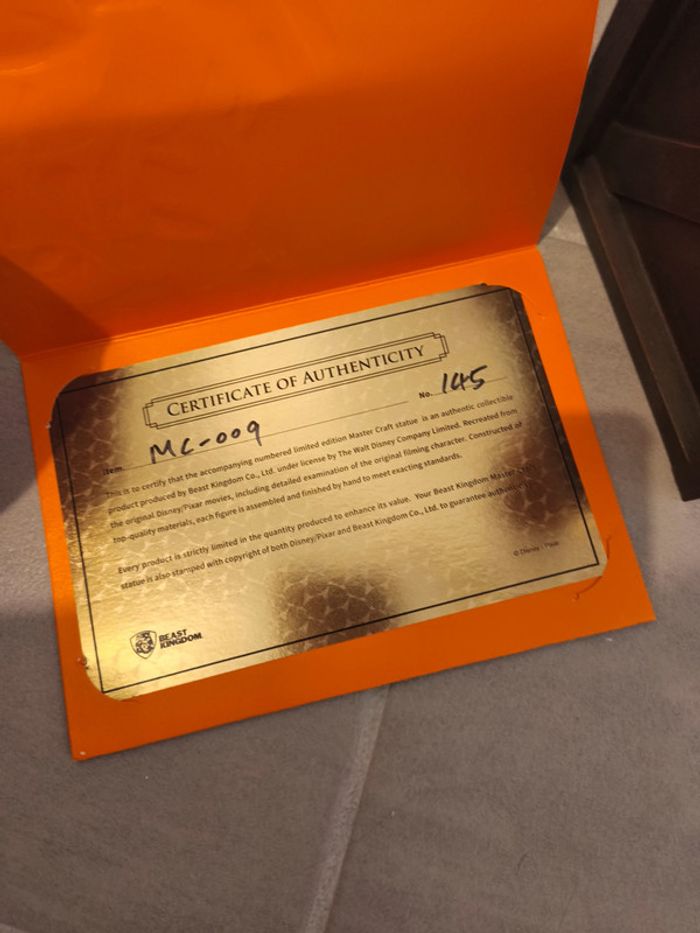 CERTIFICATE OF AUTHENTICITY
Item. MC-009 No. 145
This is to certify that the accompanying numbered limited edition Master Craft statue is an authentic collectible
product produced by Beast Kingdom Co., Ltd. under license by The Walt Disney Company Limited. Recreated from
the original Disney/Pixar movies, including detailed examination of the original filming character. Constructed of
top-quality materials, each figure is assembled and finished by hand to meet exacting standards.
Every product is strictly limited in the quantity produced to enhance its value. Your Beast Kingdom Master Craft
statue is also stamped with copyright of both Disney/Pixar and Beast Kingdom Co., Ltd. to guarantee authenticity.
© Disney / Pixar
BEAST
KINGDOM